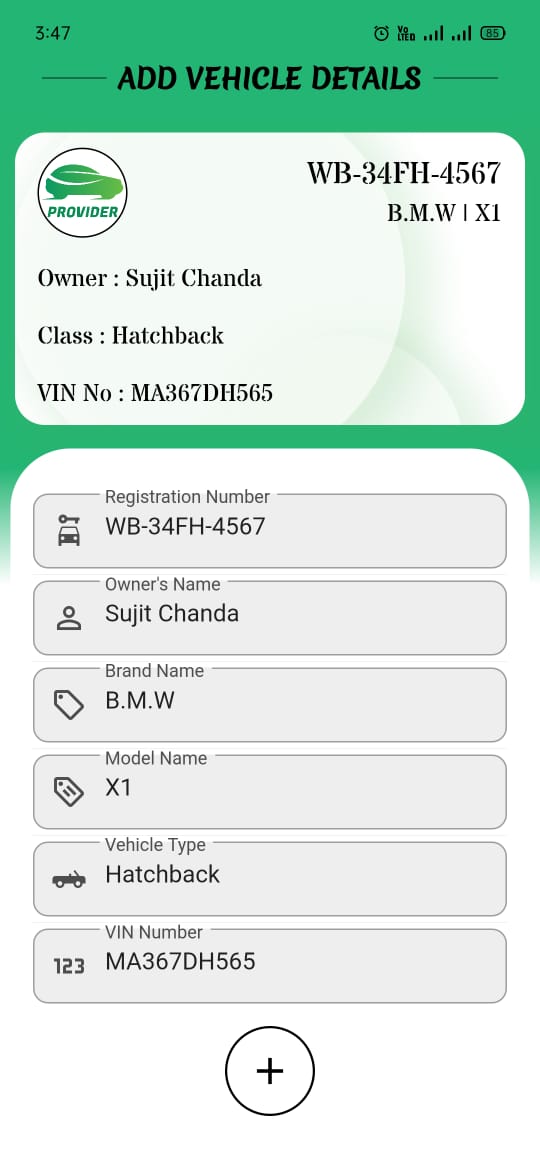 3:47
Vo
LTED
85
ADD VEHICLE DETAILS
PROVIDER
WB-34FH-4567
B.M.W | X1
Owner : Sujit Chanda
Class : Hatchback
VIN No : MA367DH565
Registration Number
WB-34FH-4567
Owner's Name
Sujit Chanda
Brand Name
B.M.W
Model Name
X1
Vehicle Type
Hatchback
VIN Number
123 MA367DH565
+